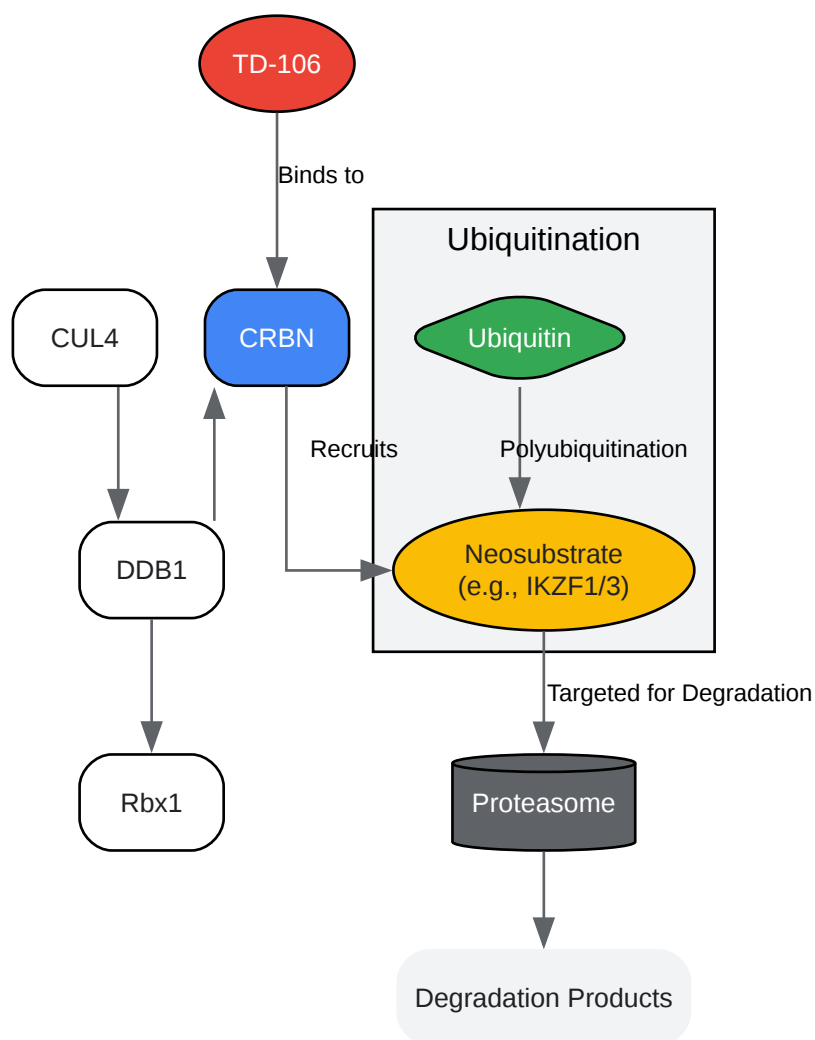 TD-106
Binds to
Ubiquitination
CUL4
CRBN
Ubiquitin
Recruits
Polyubiquitination
DDB1
Neosubstrate
(e.g., IKZF1/3)
Targeted for Degradation
Rbx1
Proteasome
Degradation Products